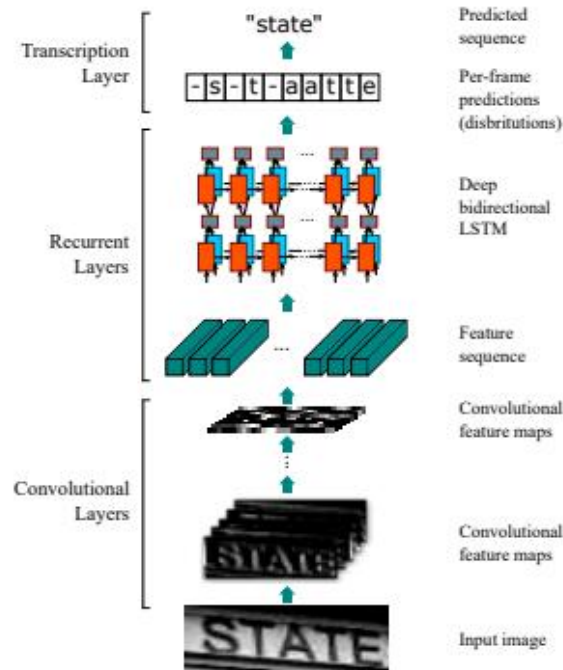 "state"
Predicted
sequence
Transcription
Layer
-s-t-aatte
Per-frame
predictions
(disbritutions)
Recurrent
Layers
Deep
bidirectional
LSTM
...
Feature
sequence
Convolutional
feature maps
Convolutional
Layers
STATE
Convolutional
feature maps
STATE
Input image